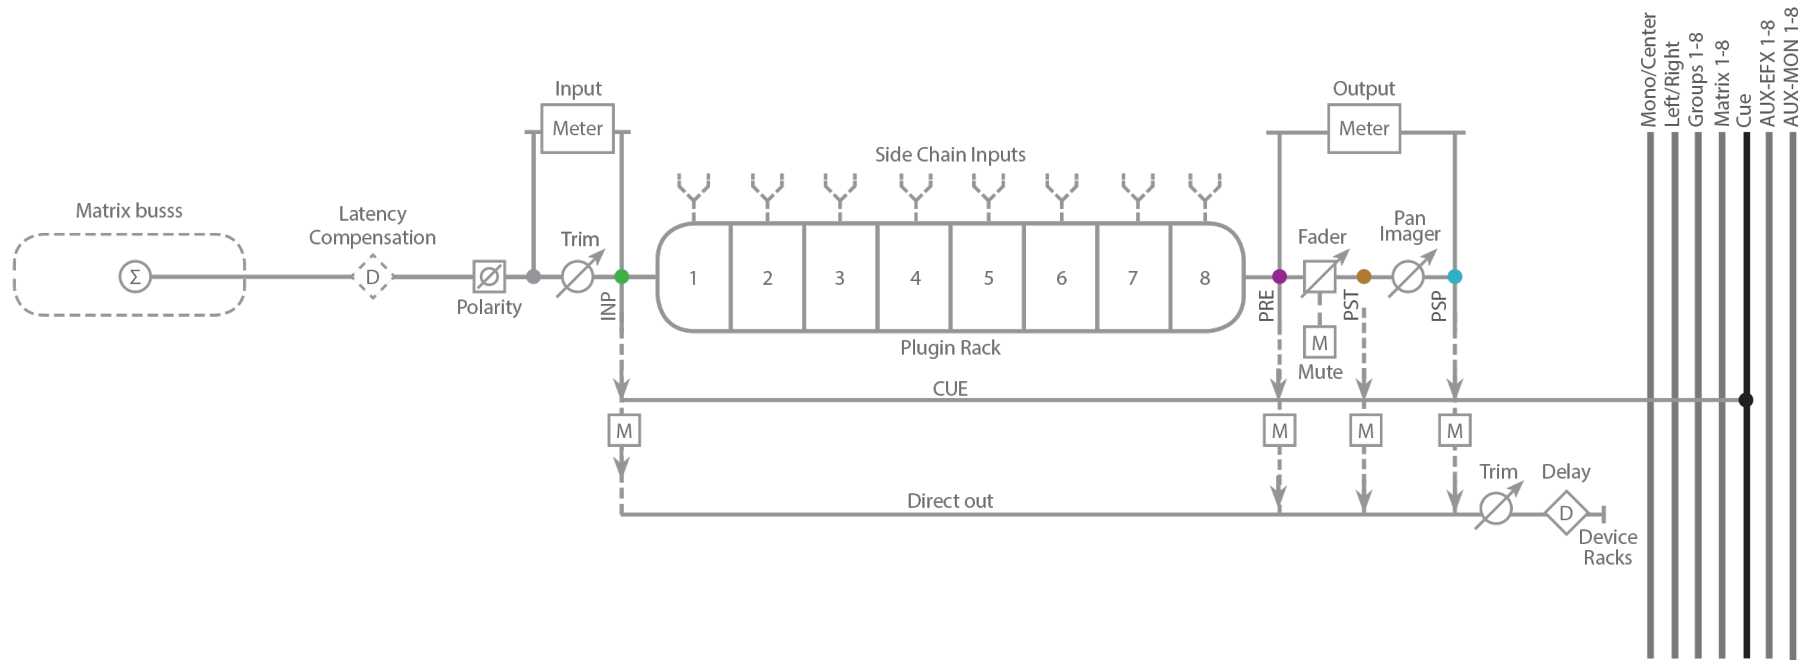 Mono/Center
Left/Right
Groups 1-8
Matrix 1-8
Cue
AUX-EFX 1-8
AUX-MON 1-8
Input
Meter
Output
Meter
Side Chain Inputs
Matrix busss
Σ
Latency
Compensation
D
Polarity
Trim
INP
1
2
3
4
5
6
7
8
Plugin Rack
PRE
Fader
PST
Pan
Imager
PSP
M
Mute
CUE
M
M
M
M
Direct out
Trim
Delay
D
Device
Racks